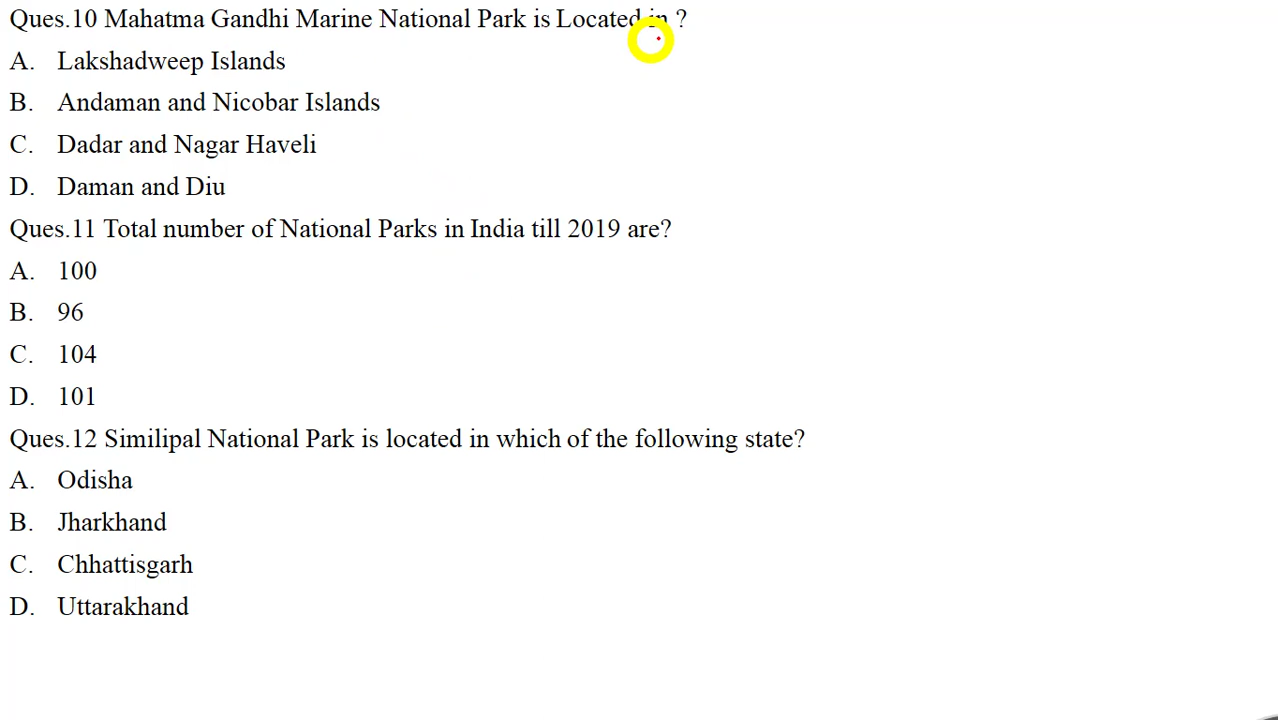 Ques.10 Mahatma Gandhi Marine National Park is Located in ?
A. Lakshadweep Islands
B. Andaman and Nicobar Islands
C. Dadar and Nagar Haveli
D. Daman and Diu
Ques.11 Total number of National Parks in India till 2019 are?
A. 100
B. 96
C. 104
D. 101
Ques.12 Similipal National Park is located in which of the following state?
A. Odisha
B. Jharkhand
C. Chhattisgarh
D. Uttarakhand